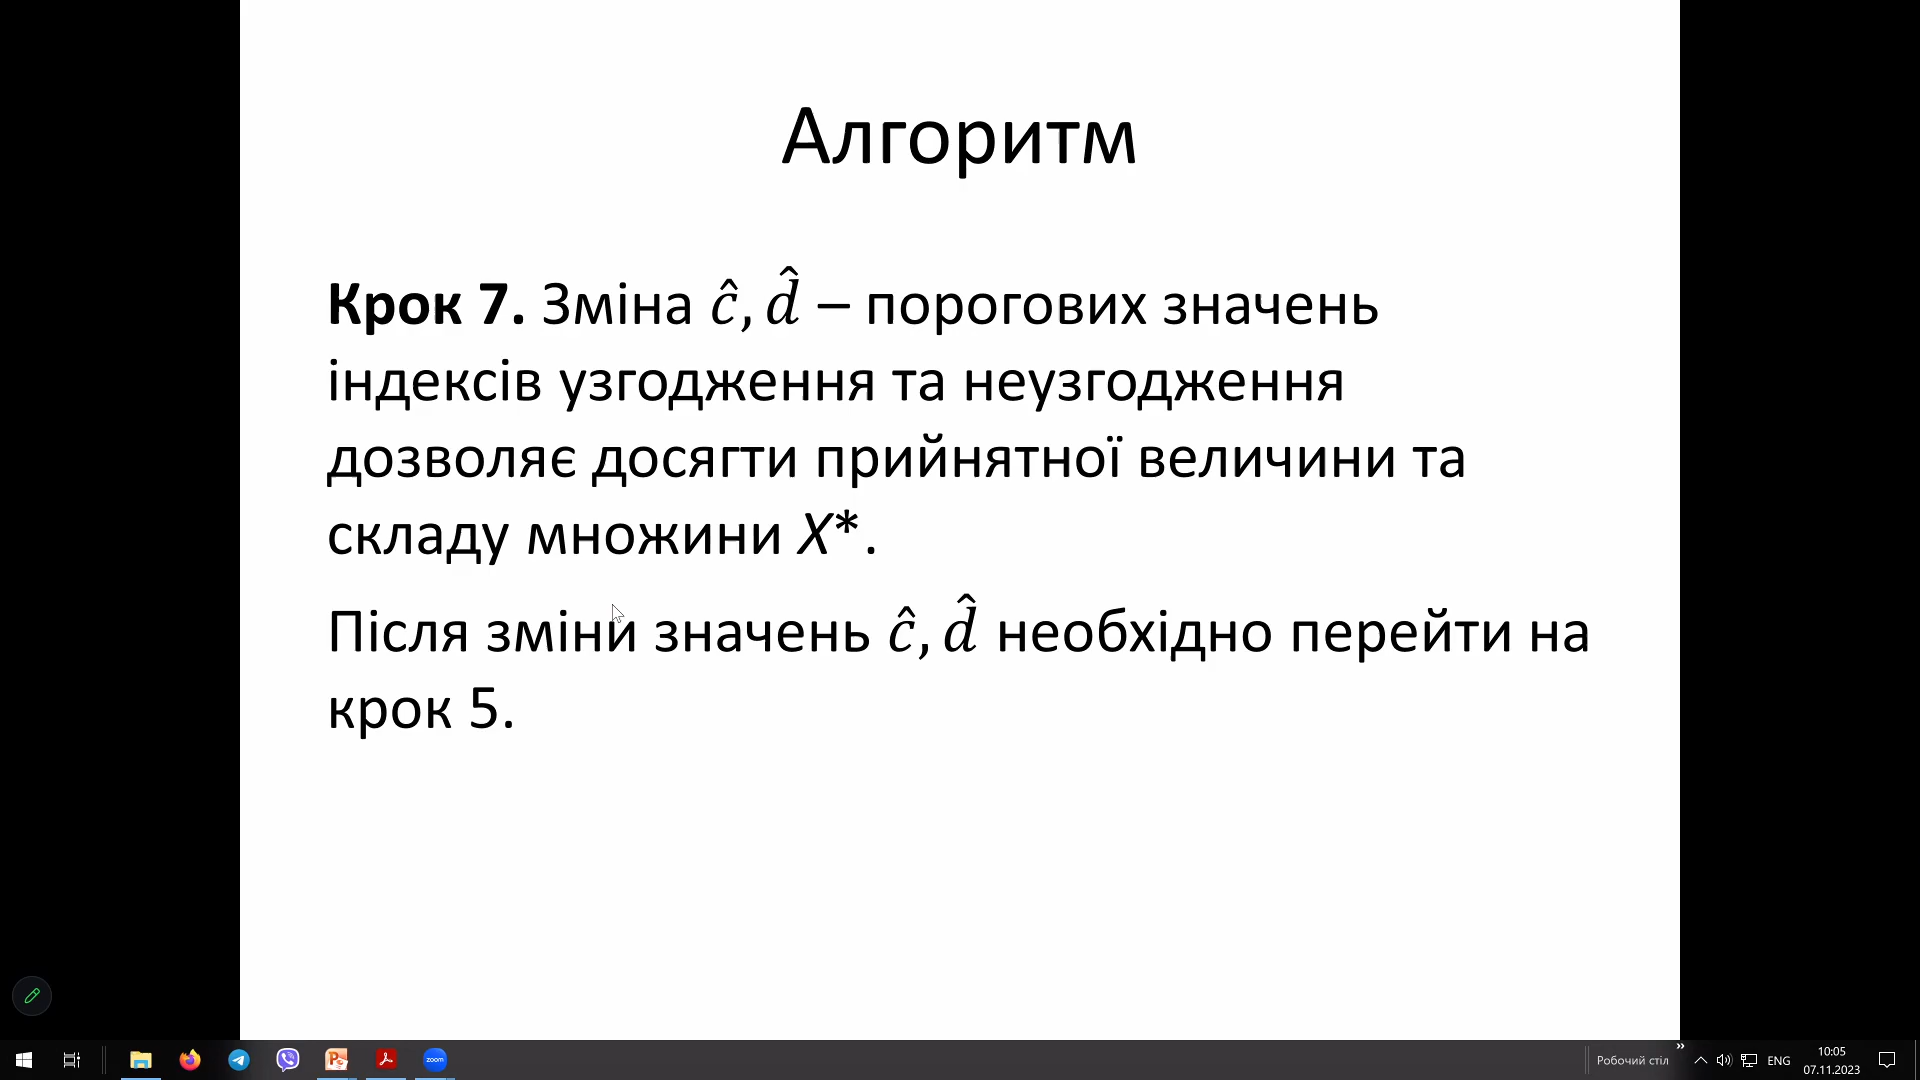 Алгоритм
Крок 7. Зміна ĉ, d̂ – порогових значень
індексів узгодження та неузгодження
дозволяє досягти прийнятної величини та
складу множини X*.
Після зміни значень ĉ, d̂ необхідно перейти на
крок 5.
zoom
Робочий стіл
»
ENG
10:05
07.11.2023